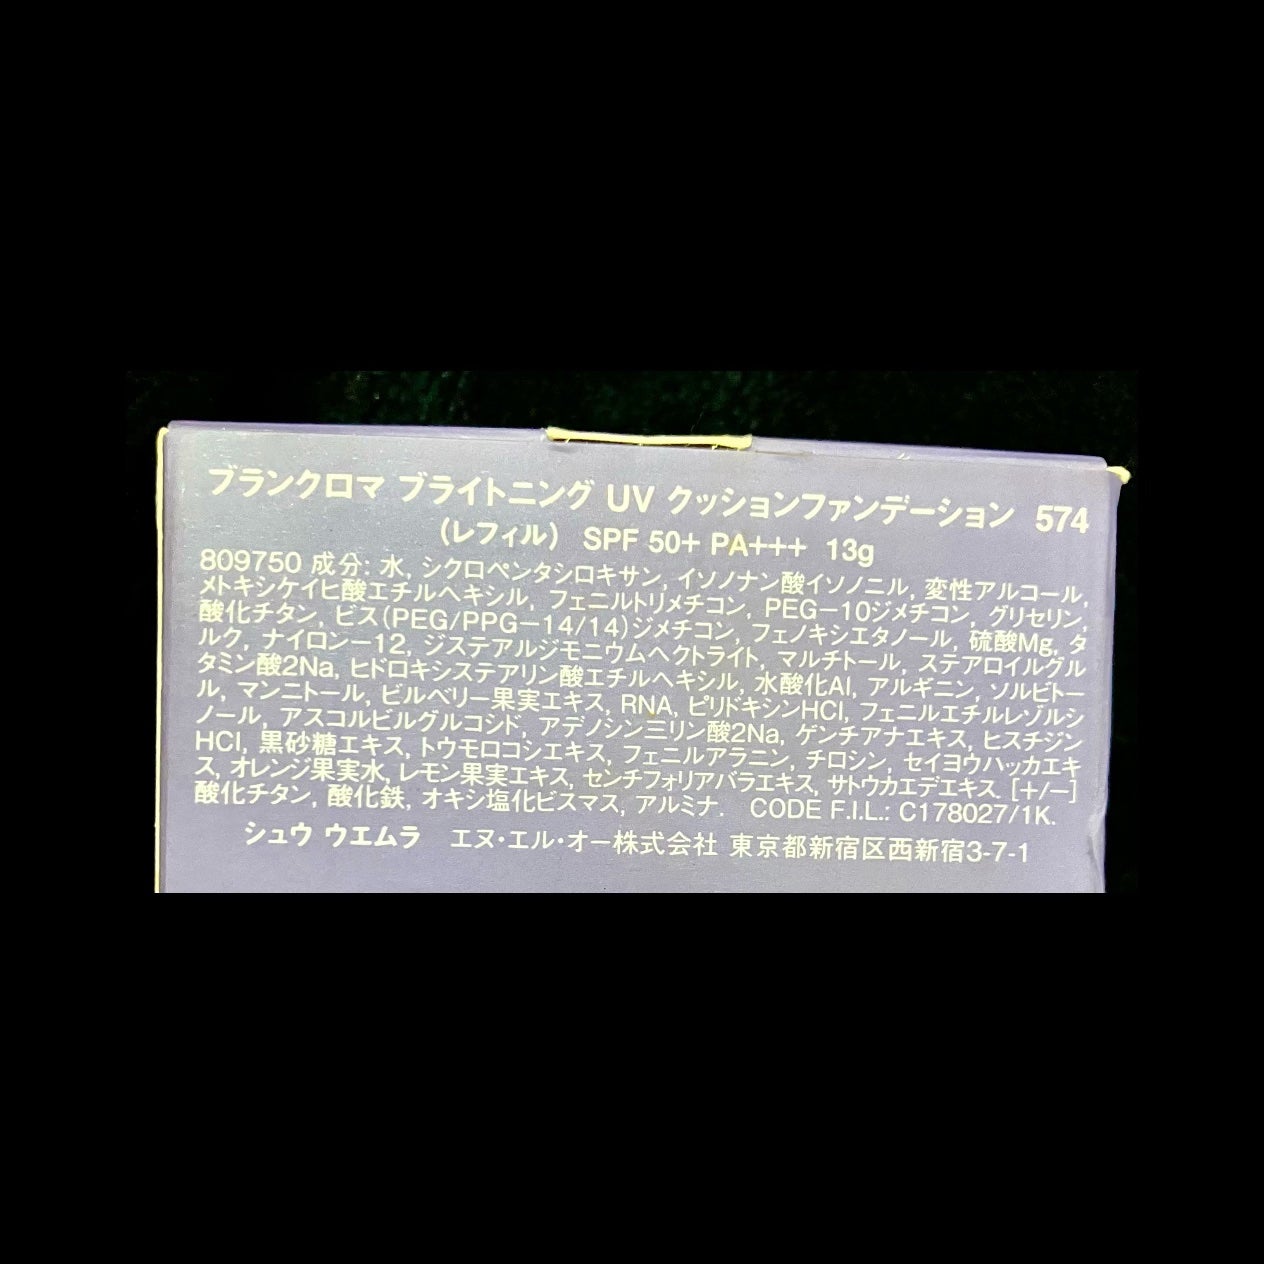 ブランクロマ ブライトニング UV クッションファンデーション 574
(レフィル) SPF 50+ PA+++ 13g
809750 成分: 水, シクロペンタシロキサン, イソノナン酸イソノニル, 変性アルコール,
メトキシケイヒ酸エチルヘキシル, フェニルトリメチコン, PEG－10ジメチコン, グリセリン,
酸化チタン, ビス(PEG/PPG－14/14)ジメチコン, フェノキシエタノール, 硫酸Mg, タ
ルク, ナイロン－12, ジステアルジモニウムヘクトライト, マルチトール, ステアロイルグル
タミン酸2Na, ヒドロキシステアリン酸エチルヘキシル, 水酸化Al, アルギニン, ソルビトー
ル, マンニトール, ビルベリー果実エキス, RNA, ピリドキシンHCl, フェニルエチルレゾルシ
ノール, アスコルビルグルコシド, アデノシン三リン酸2Na, ゲンチアナエキス, ヒスチジン
HCl, 黒砂糖エキス, トウモロコシエキス, フェニルアラニン, チロシン, セイヨウハッカエキ
ス, オレンジ果実水, レモン果実エキス, センチフォリアバラエキス, サトウカエデエキス. [+/－]
酸化チタン, 酸化鉄, オキシ塩化ビスマス, アルミナ. CODE F.I.L.: C178027/1K.
シュウ ウエムラ エヌ・エル・オー株式会社 東京都新宿区西新宿3-7-1